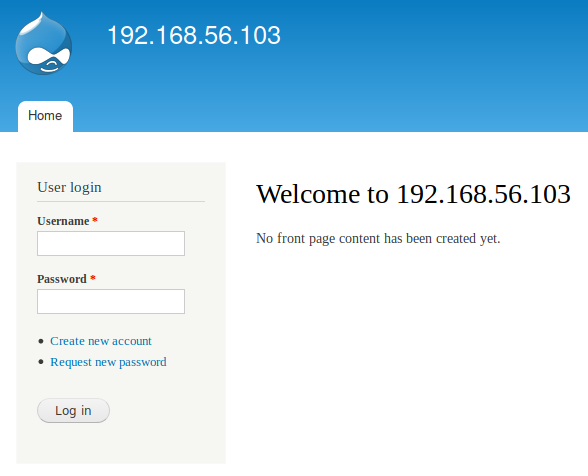 192.168.56.103
Home
User login
Username *
Password *
Create new account
Request new password
Log in
Welcome to 192.168.56.103
No front page content has been created yet.